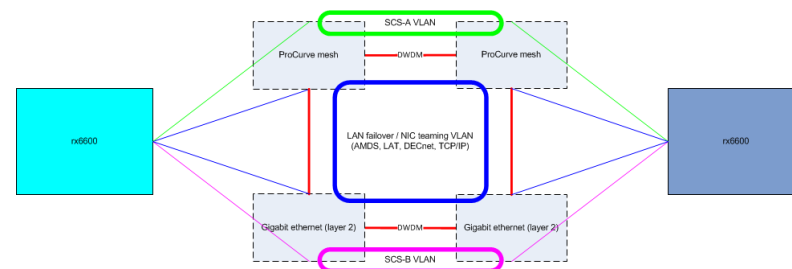 SCS-A VLAN
ProCurve mesh
DWDM
ProCurve mesh
rx6600
LAN failover / NIC teaming VLAN
(AMDS, LAT, DECnet, TCP/IP)
rx6600
Gigabit ethernet (layer 2)
DWDM
Gigabit ethernet (layer 2)
SCS-B VLAN